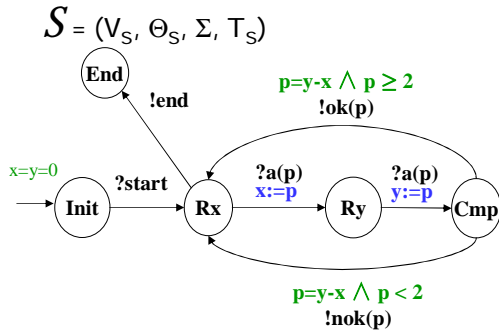 S = (V_S, Θ_S, Σ, T_S)
End
p=y-x ∧ p ≥ 2
!end
!ok(p)
x=y=0
?start
?a(p)
?a(p)
x:=p
y:=p
Init
Rx
Ry
Cmp
p=y-x ∧ p < 2
!nok(p)